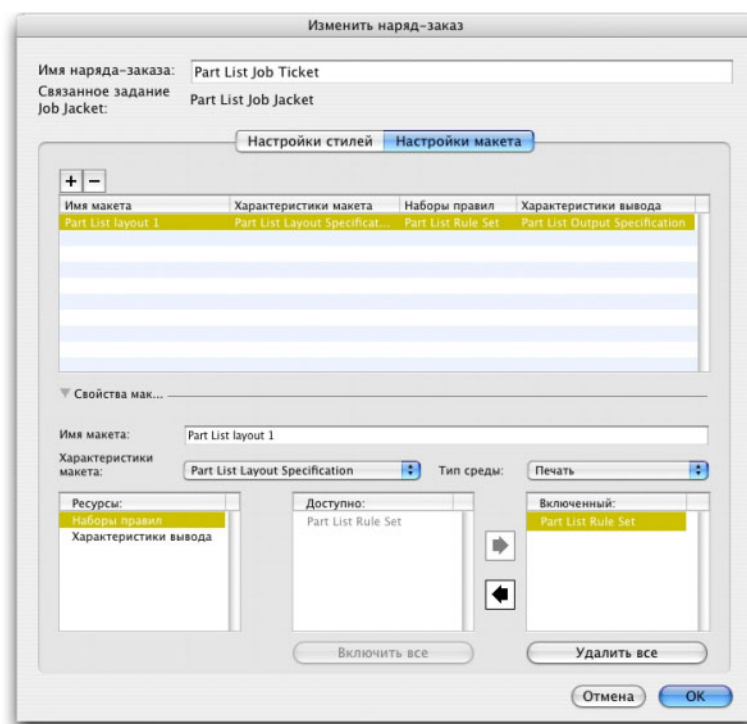 Изменить наряд-заказ
Имя наряда-заказа: Part List Job Ticket
Связанное задание
Job Jacket: Part List Job Jacket
Настройки стилей Настройки макета
+ −
Имя макета Характеристики макета Наборы правил Характеристики вывода
Part List layout 1 Part List Layout Specificat... Part List Rule Set Part List Output Specification
Свойства мак...
Имя макета: Part List layout 1
Характеристики
макета: Part List Layout Specification Тип среды: Печать
Ресурсы: Доступно: Включенный:
Наборы правил Part List Rule Set Part List Rule Set
Характеристики вывода
Включить все Удалить все
Отмена OK